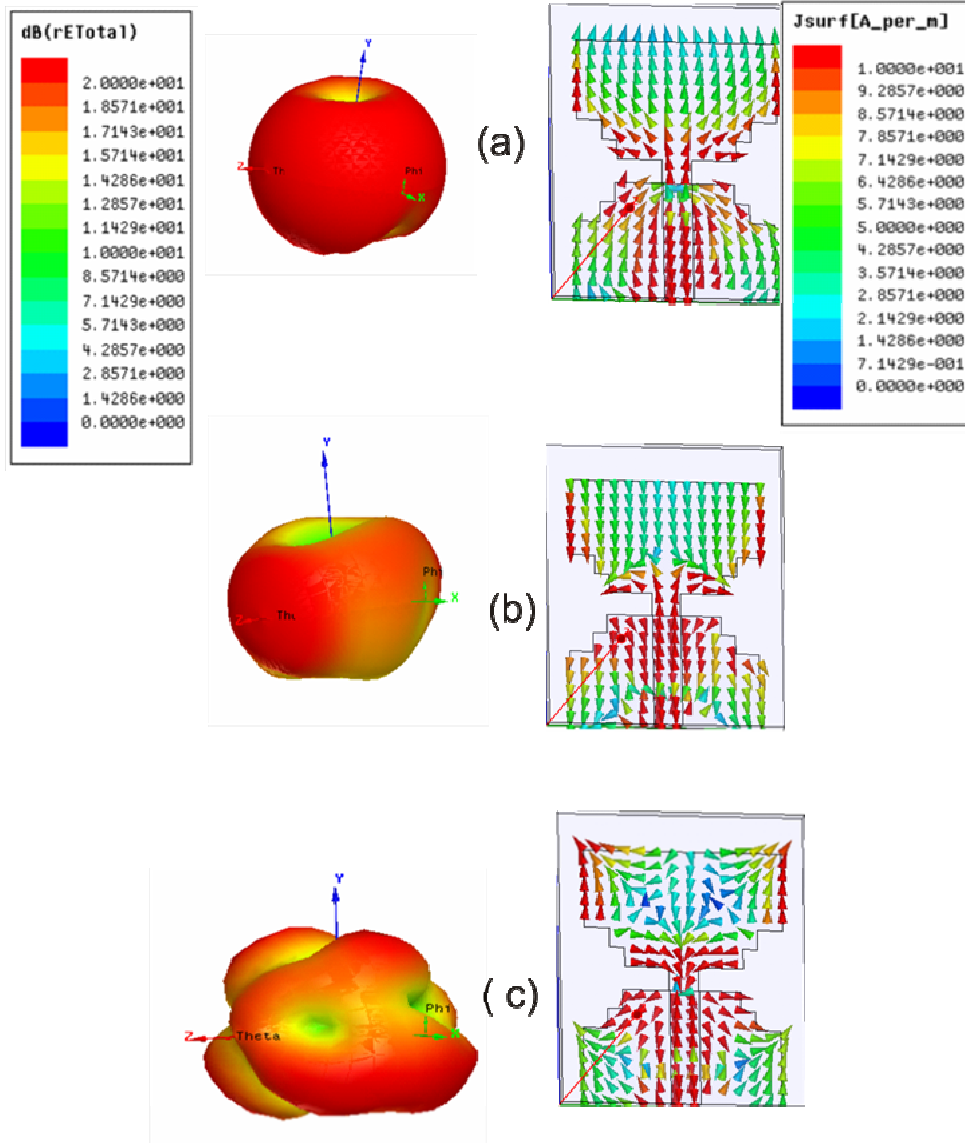 dB(rETotal)
2.0000e+001
1.8571e+001
1.7143e+001
1.5714e+001
1.4286e+001
1.2857e+001
1.1429e+001
1.0000e+001
8.5714e+000
7.1429e+000
5.7143e+000
4.2857e+000
2.8571e+000
1.4286e+000
0.0000e+000
Y
Z
Th
Phi
X
(a)
Jsurf[A_per_m]
1.0000e+001
9.2857e+000
8.5714e+000
7.8571e+000
7.1429e+000
6.4286e+000
5.7143e+000
5.0000e+000
4.2857e+000
3.5714e+000
2.8571e+000
2.1429e+000
1.4286e+000
7.1429e-001
0.0000e+000
Y
Z
Phi
X
(b)
Y
Z
Theta
Phi
X
( c)